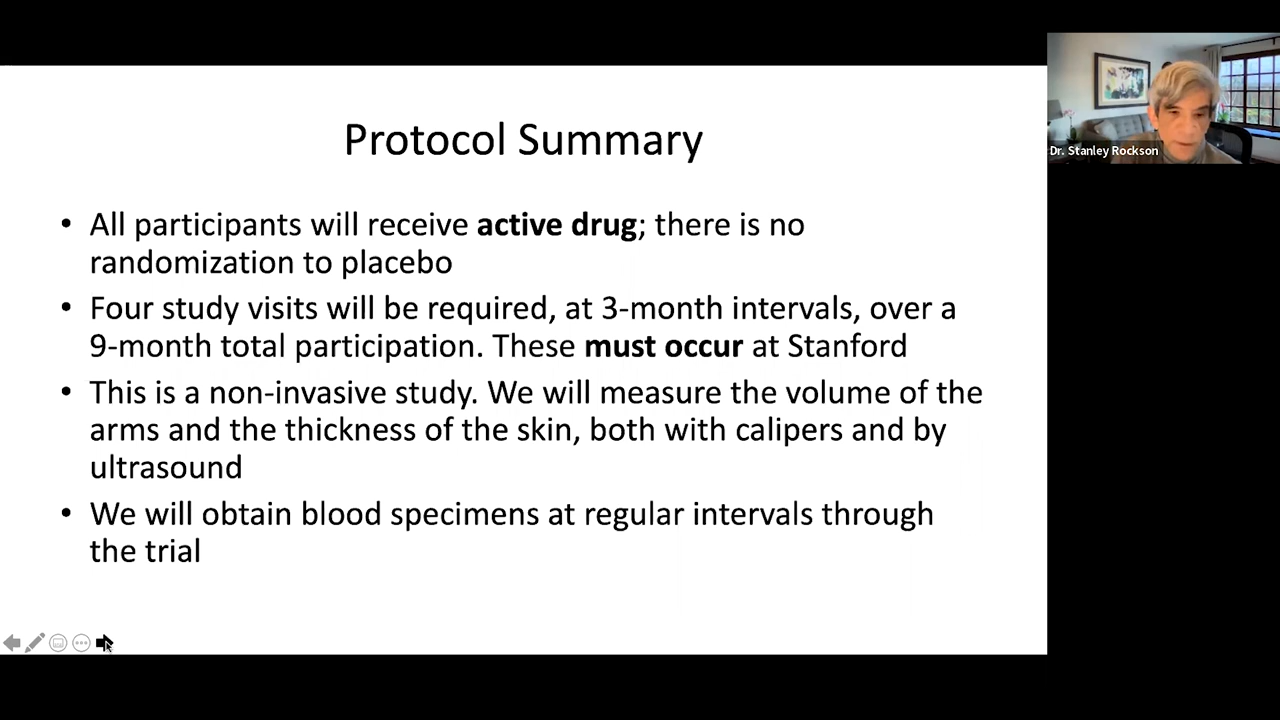 Protocol Summary
• All participants will receive active drug; there is no
randomization to placebo
• Four study visits will be required, at 3-month intervals, over a
9-month total participation. These must occur at Stanford
• This is a non-invasive study. We will measure the volume of the
arms and the thickness of the skin, both with calipers and by
ultrasound
• We will obtain blood specimens at regular intervals through
the trial
Dr. Stanley Rockson